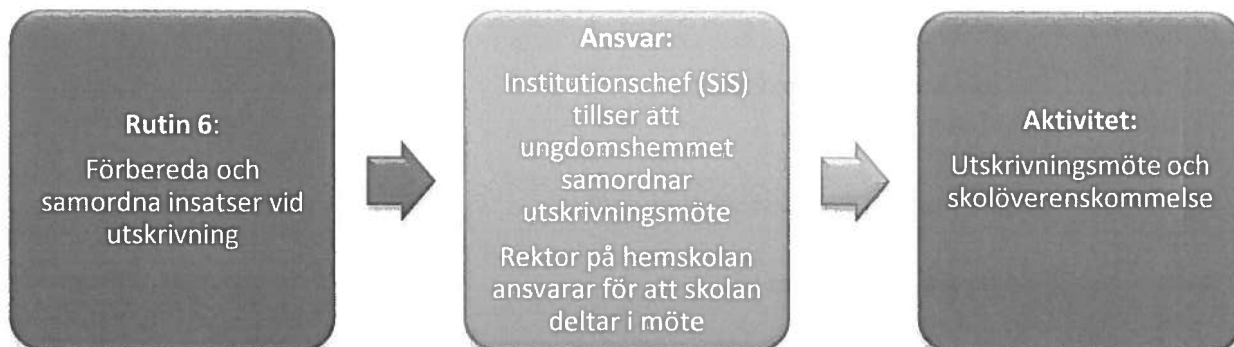 Rutin 6:
Förbereda och
samordna insatser vid
utskrivning
Ansvar:
Institutionschef (SiS)
tillser att
ungdomshemmet
samordnar
utskrivningsmöte
Rektor på hemskolan
ansvarar för att skolan
deltar i möte
Aktivitet:
Utskrivningsmöte och
skolöverenskommelse